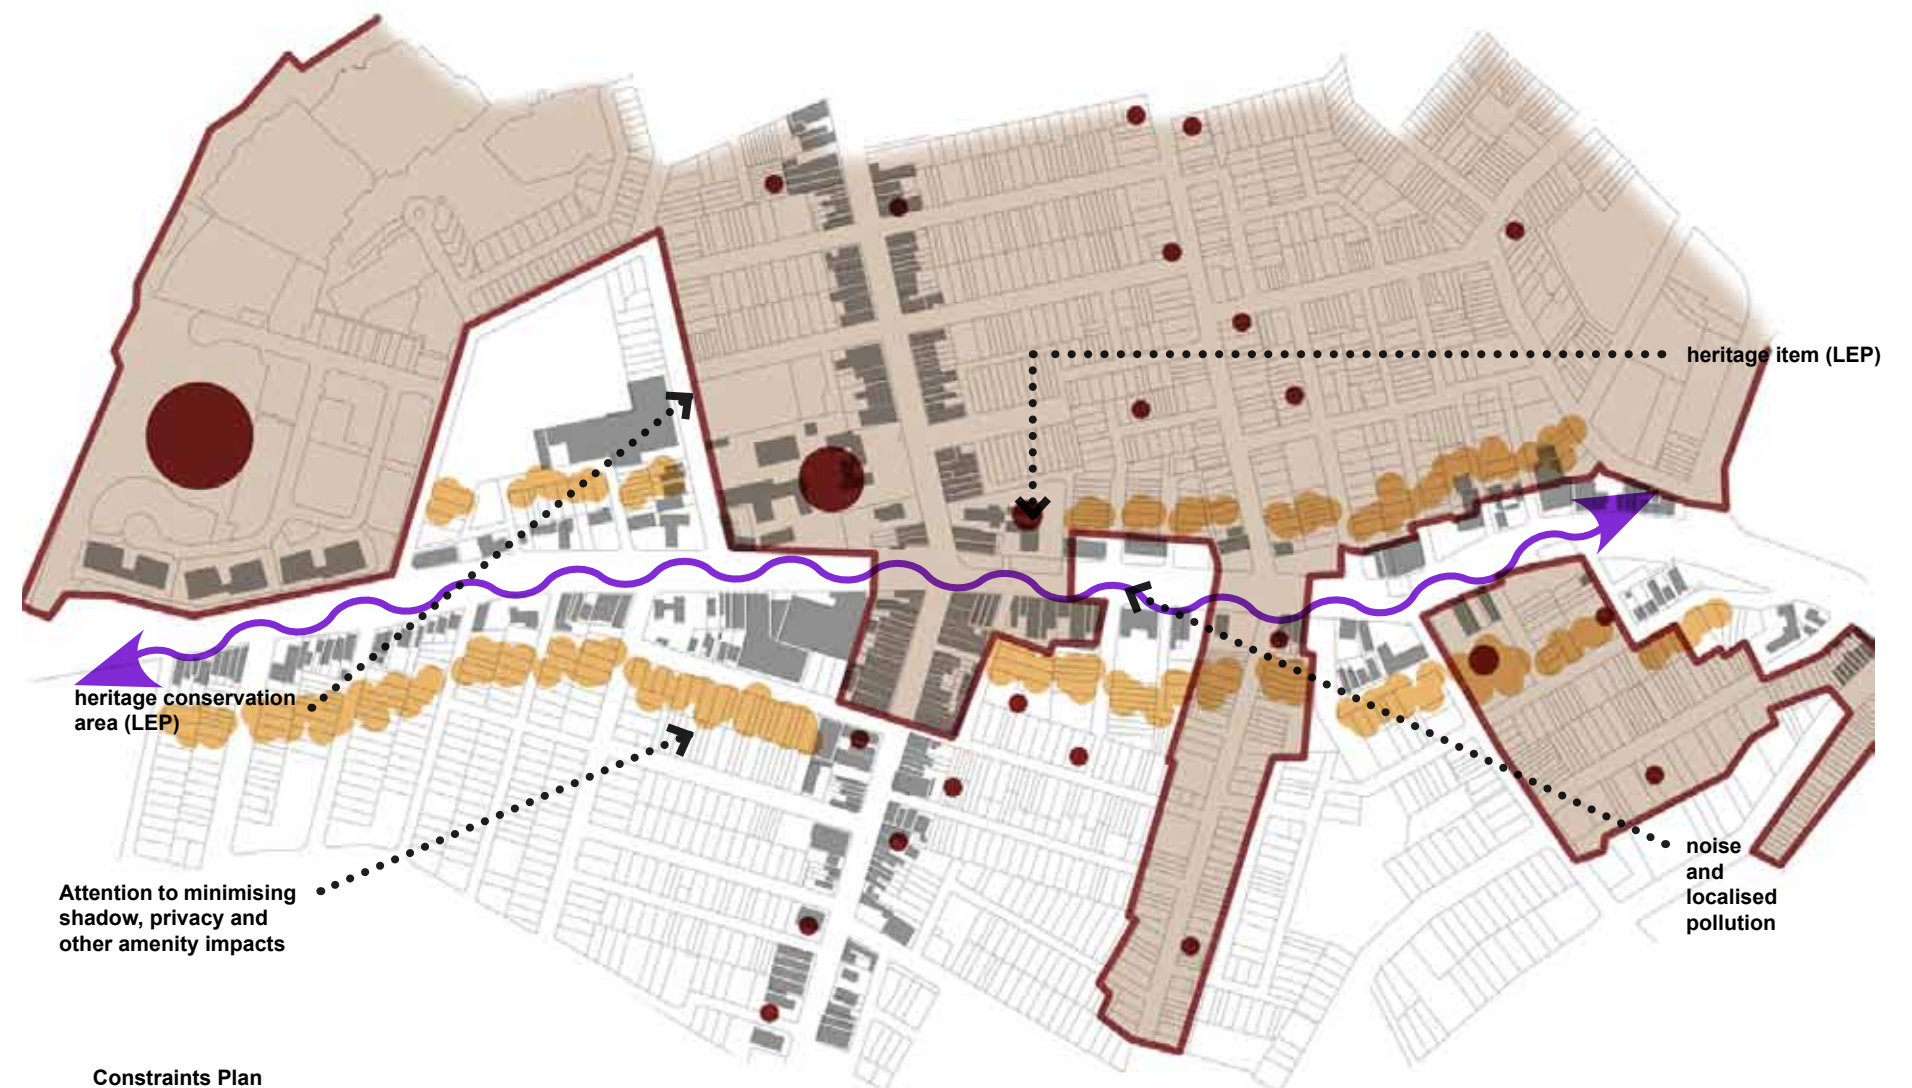 heritage item (LEP)
heritage conservation
area (LEP)
Attention to minimising
shadow, privacy and
other amenity impacts
noise
and
localised
pollution
Constraints Plan